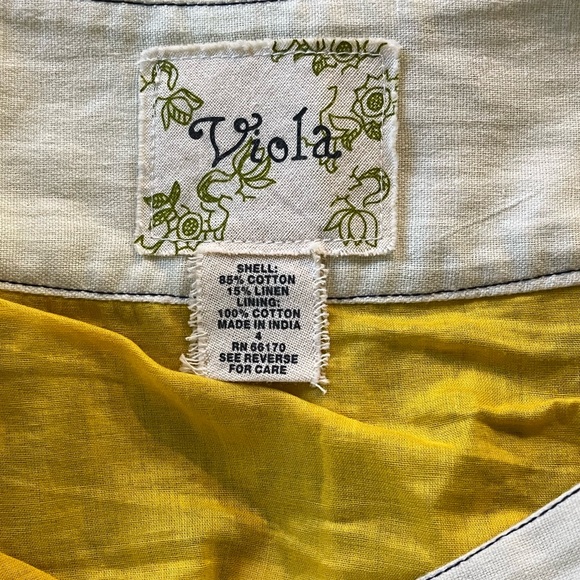 Viola
SHELL:
85% COTTON
15% LINEN
LINING:
100% COTTON
MADE IN INDIA
4
RN 66170
SEE REVERSE
FOR CARE